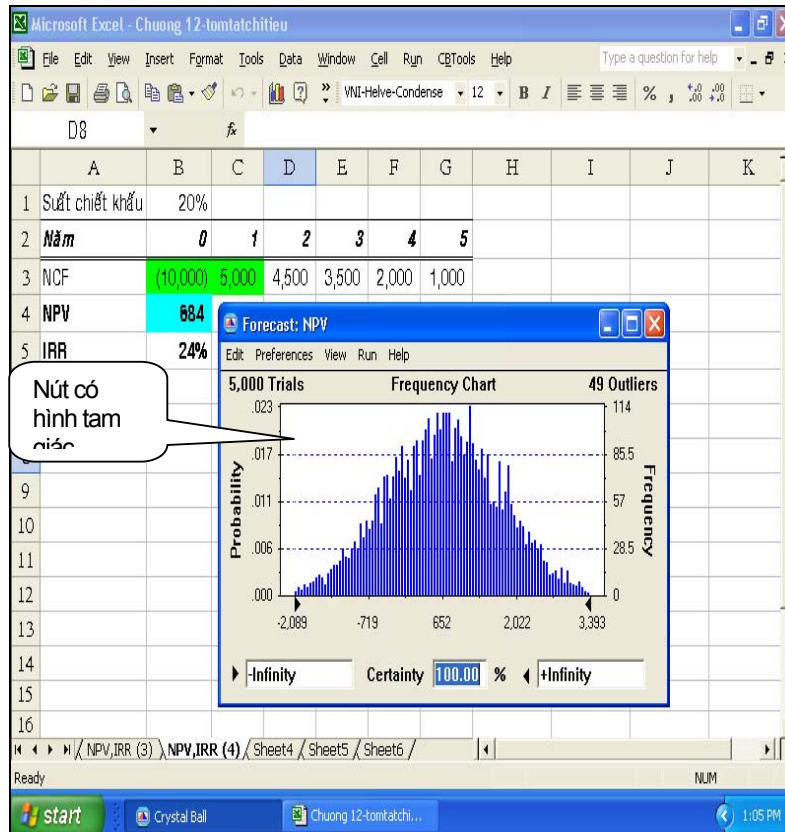 Microsoft Excel - Chuong 12-tomtatchitieu
File Edit View Insert Format Tools Data Window Cell Run CBTools Help Type a question for help
VNI-Helve-Condense 12 B I % ,
D8 fx
A B C D E F G H I J K
1 Suất chiết khấu 20%
2 Năm 0 1 2 3 4 5
3 NCF (10,000) 5,000 4,500 3,500 2,000 1,000
4 NPV 684
5 IRR 24%
Nút có
hình tam
giác
Forecast: NPV
Edit Preferences View Run Help
5,000 Trials Frequency Chart 49 Outliers
.023 114
.017 85.5
.011 57
.006 28.5
.000 0
Probability
Frequency
-2,089 -719 652 2,022 3,393
-Infinity Certainty 100.00 % +Infinity
9
10
11
12
13
14
15
16
NPV,IRR (3) NPV,IRR (4) Sheet4 Sheet5 Sheet6
Ready NUM
start Crystal Ball Chuong 12-tomtatchi... 1:05 PM